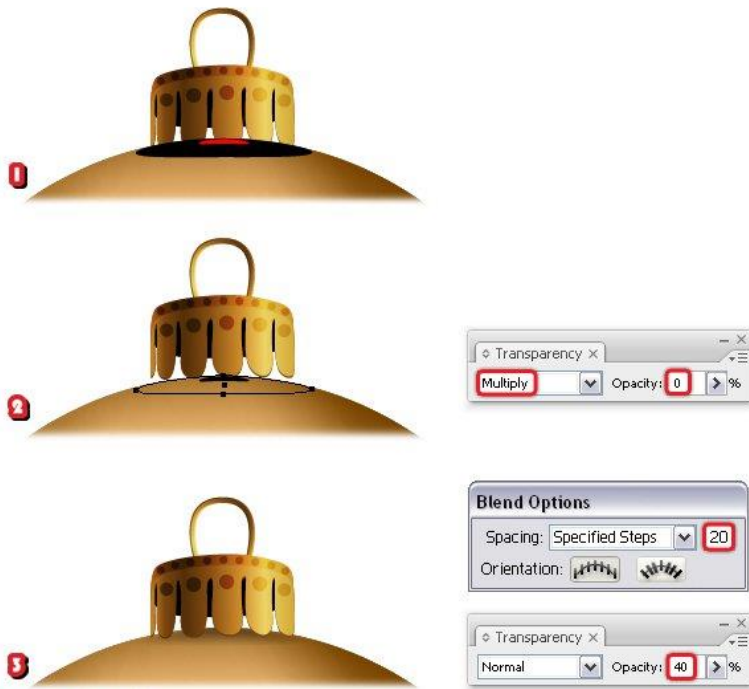 1
Transparency ×
Multiply Opacity: 0 %
2
Blend Options
Spacing: Specified Steps 20
Orientation:
Transparency ×
Normal Opacity: 40 %
3